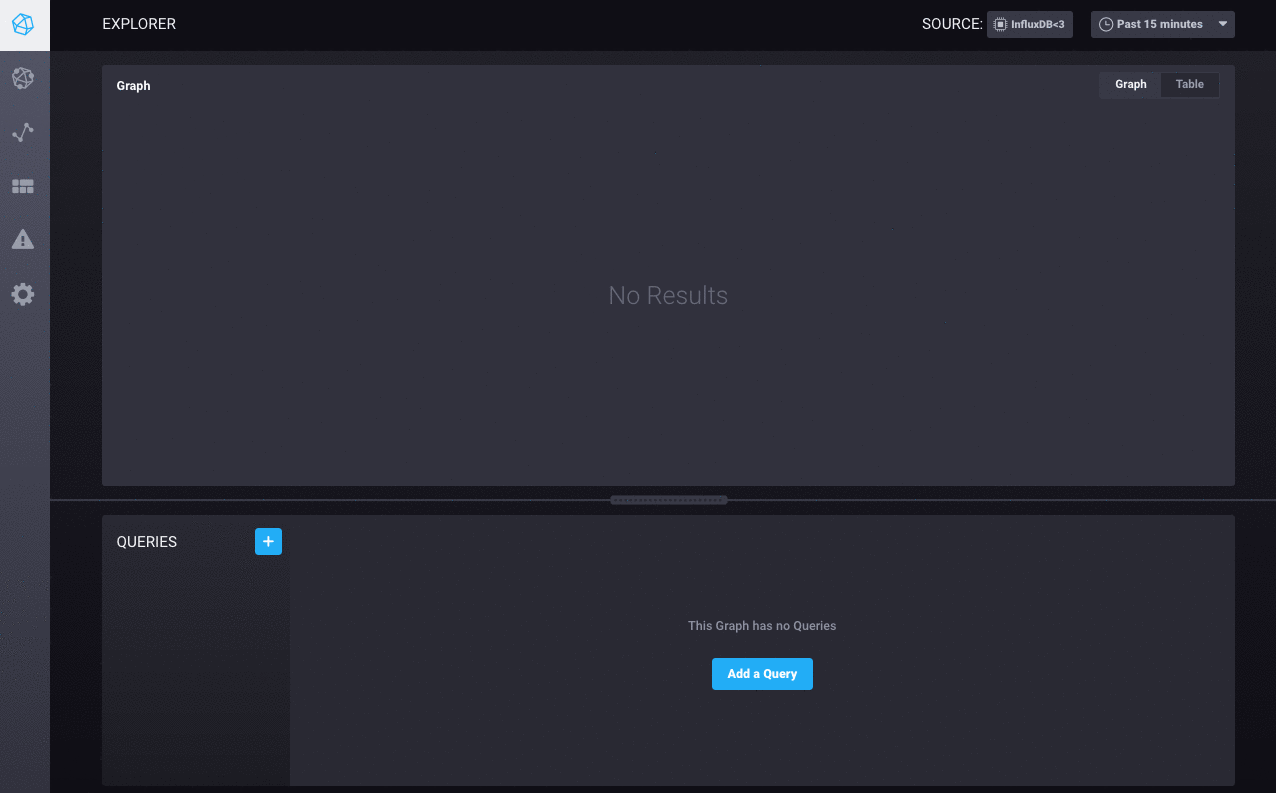 EXPLORER
SOURCE: InfluxDB<3 Past 15 minutes
Graph
Graph Table
No Results
QUERIES +
This Graph has no Queries
Add a Query